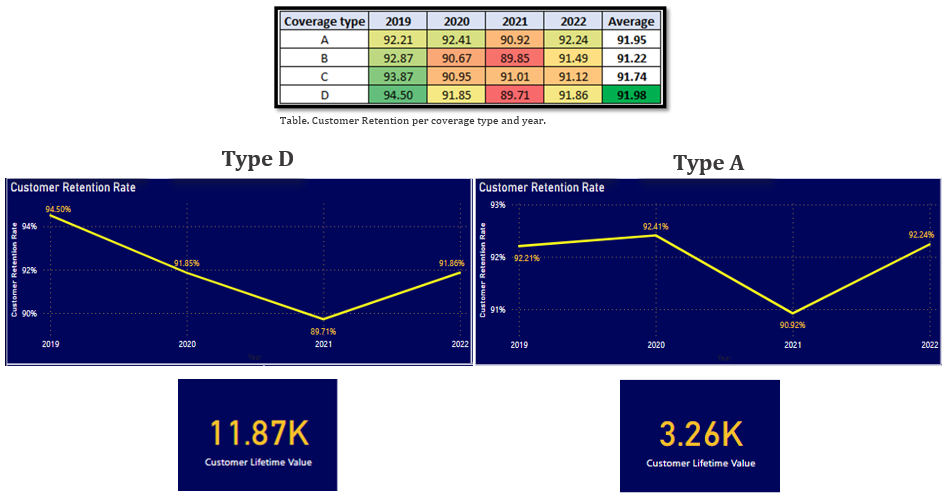 Coverage type 2019 2020 2021 2022 Average
A 92.21 92.41 90.92 92.24 91.95
B 92.87 90.67 89.85 91.49 91.22
C 93.87 90.95 91.01 91.12 91.74
D 94.50 91.85 89.71 91.86 91.98
Table. Customer Retention per coverage type and year.
Type D
Customer Retention Rate
Customer Retention Rate
94%
92%
90%
94.50%
91.85%
89.71%
91.86%
2019 2020 2021 2022
Year
11.87K
Customer Lifetime Value
Type A
Customer Retention Rate
Customer Retention Rate
93%
92%
91%
92.21%
92.41%
90.92%
92.24%
2019 2020 2021 2022
Year
3.26K
Customer Lifetime Value